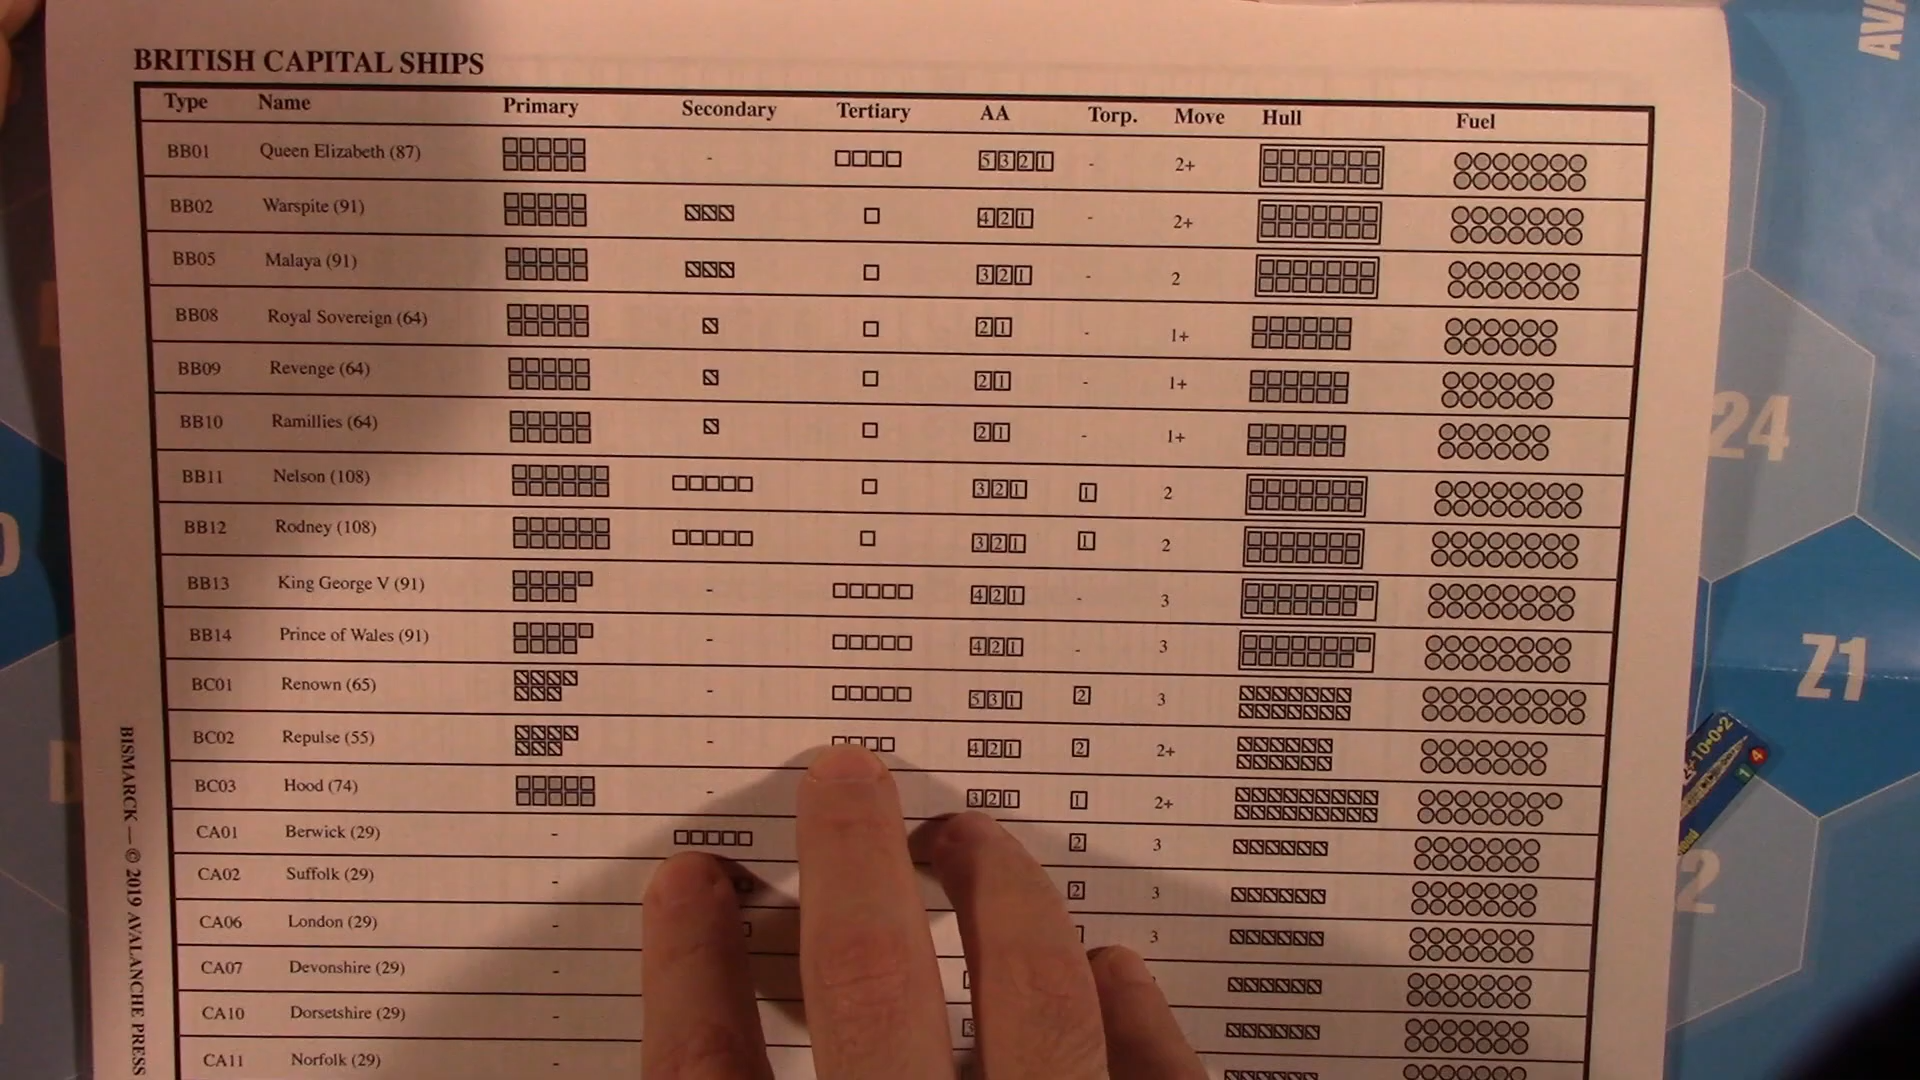 BRITISH CAPITAL SHIPS
Type Name Primary Secondary Tertiary AA Torp. Move Hull Fuel
BB01 Queen Elizabeth (87) - 5 3 2 1 - 2+
BB02 Warspite (91) 4 2 1 - 2+
BB05 Malaya (91) 3 2 1 - 2
BB08 Royal Sovereign (64) 2 1 - 1+
BB09 Revenge (64) 2 1 - 1+
BB10 Ramillies (64) 2 1 - 1+
BB11 Nelson (108) 3 2 1 1 2
BB12 Rodney (108) 3 2 1 1 2
BB13 King George V (91) - 4 2 1 - 3
BB14 Prince of Wales (91) - 4 2 1 - 3
BC01 Renown (65) - 5 3 1 2 3
BC02 Repulse (55) - 4 2 1 2 2+
BC03 Hood (74) - 3 2 1 1 2+
CA01 Berwick (29) - 2 3
CA02 Suffolk (29) - 2 3
CA06 London (29) - 3
CA07 Devonshire (29) -
CA10 Dorsetshire (29) - 3
CA11 Norfolk (29) -
BISMARCK — © 2019 AVALANCHE PRESS
AVA
24
Z1
2